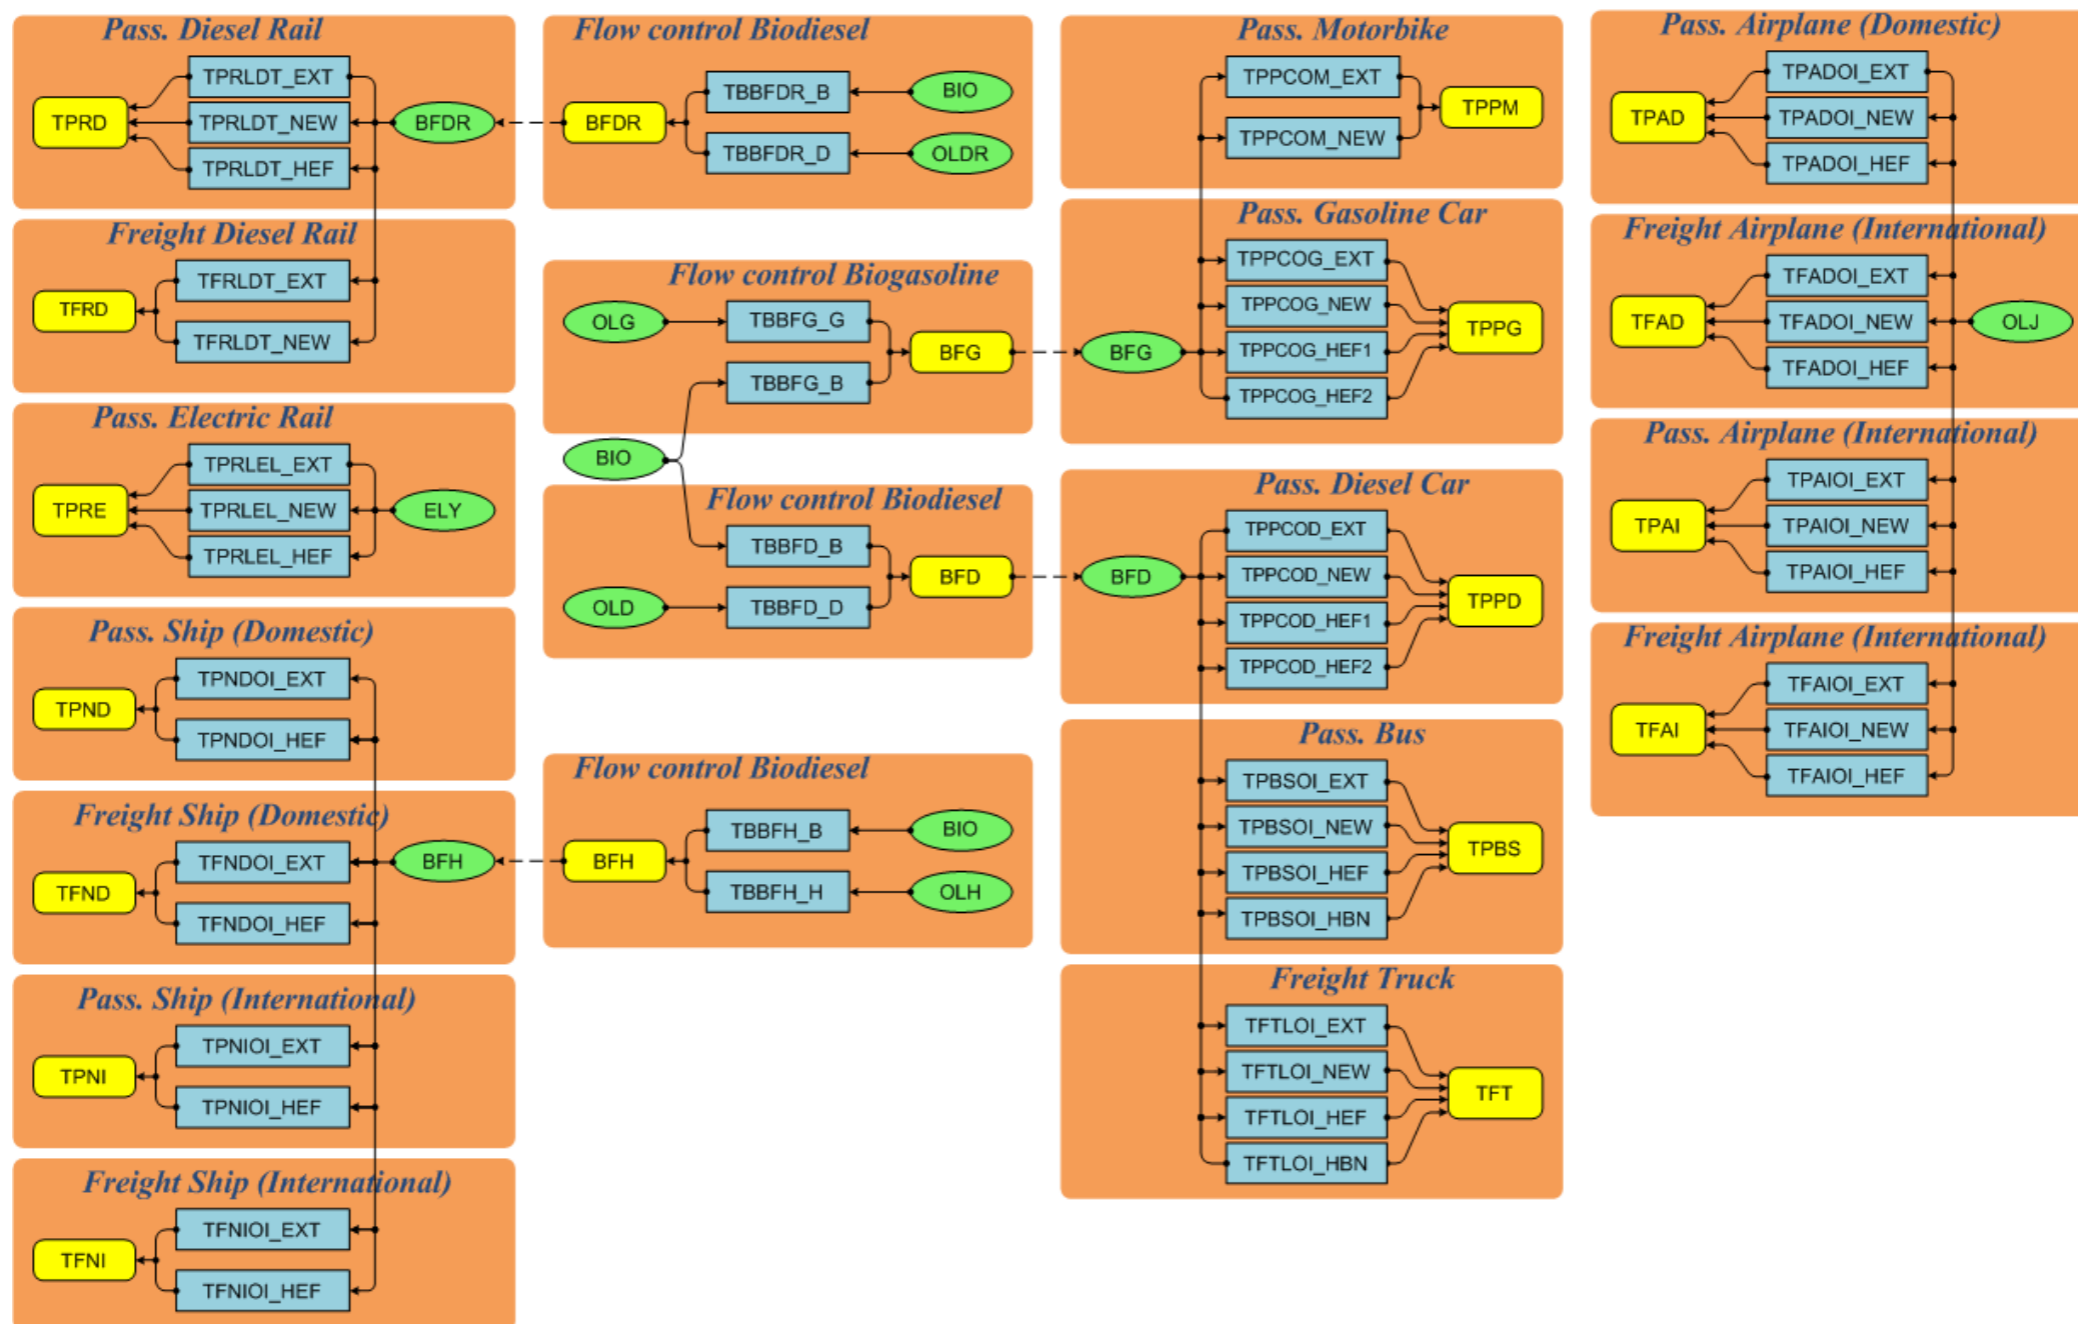 Pass. Diesel Rail
TPRLDT_EXT
TPRD
TPRLDT_NEW
BFDR
TPRLDT_HEF
Freight Diesel Rail
TFRLDT_EXT
TFRD
TFRLDT_NEW
Pass. Electric Rail
TPRLEL_EXT
TPRE
TPRLEL_NEW
ELY
TPRLEL_HEF
Pass. Ship (Domestic)
TPNDOI_EXT
TPND
TPNDOI_HEF
Freight Ship (Domestic)
TFNDOI_EXT
BFH
TFND
TFNDOI_HEF
Pass. Ship (International)
TPNIOI_EXT
TPNI
TPNIOI_HEF
Freight Ship (International)
TFNIOI_EXT
TFNI
TFNIOI_HEF
Flow control Biodiesel
TBBFDR_B
BIO
BFDR
TBBFDR_D
OLDR
Flow control Biogasoline
OLG
TBBFG_G
BFG
TBBFG_B
BIO
Flow control Biodiesel
TBBFD_B
BFD
OLD
TBBFD_D
Flow control Biodiesel
TBBFH_B
BIO
BFH
TBBFH_H
OLH
Pass. Motorbike
TPPCOM_EXT
TPPM
TPPCOM_NEW
Pass. Gasoline Car
TPPCOG_EXT
TPPCOG_NEW
TPPG
BFG
TPPCOG_HEF1
TPPCOG_HEF2
Pass. Diesel Car
TPPCOD_EXT
BFD
TPPCOD_NEW
TPPD
TPPCOD_HEF1
TPPCOD_HEF2
Pass. Bus
TPBSOI_EXT
TPBSOI_NEW
TPBS
TPBSOI_HEF
TPBSOI_HBN
Freight Truck
TFTLOI_EXT
TFTLOI_NEW
TFT
TFTLOI_HEF
TFTLOI_HBN
Pass. Airplane (Domestic)
TPADOI_EXT
TPAD
TPADOI_NEW
TPADOI_HEF
Freight Airplane (International)
TFADOI_EXT
TFAD
TFADOI_NEW
OLJ
TFADOI_HEF
Pass. Airplane (International)
TPAIOI_EXT
TPAI
TPAIOI_NEW
TPAIOI_HEF
Freight Airplane (International)
TFAIOI_EXT
TFAI
TFAIOI_NEW
TFAIOI_HEF